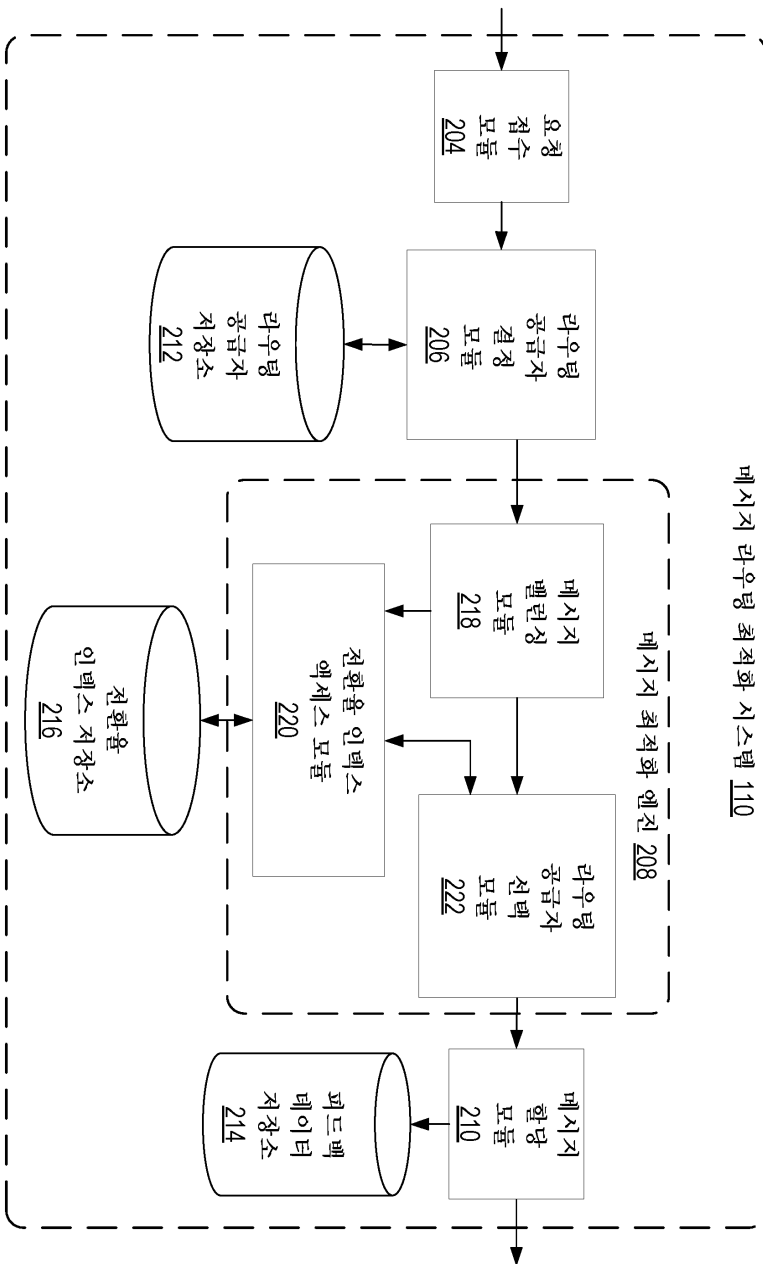 메시지 라우팅 최적화 시스템 110
요청
접수
모듈
204
라우팅
공급자
결정
모듈
206
라우팅
공급자
저장소
212
메시지 최적화 엔진 208
메시지
밸런싱
모듈
218
전환율 인덱스
액세스 모듈
220
라우팅
공급자
선택
모듈
222
전환율
인덱스 저장소
216
메시지
할당
모듈
210
피드백
데이터
저장소
214